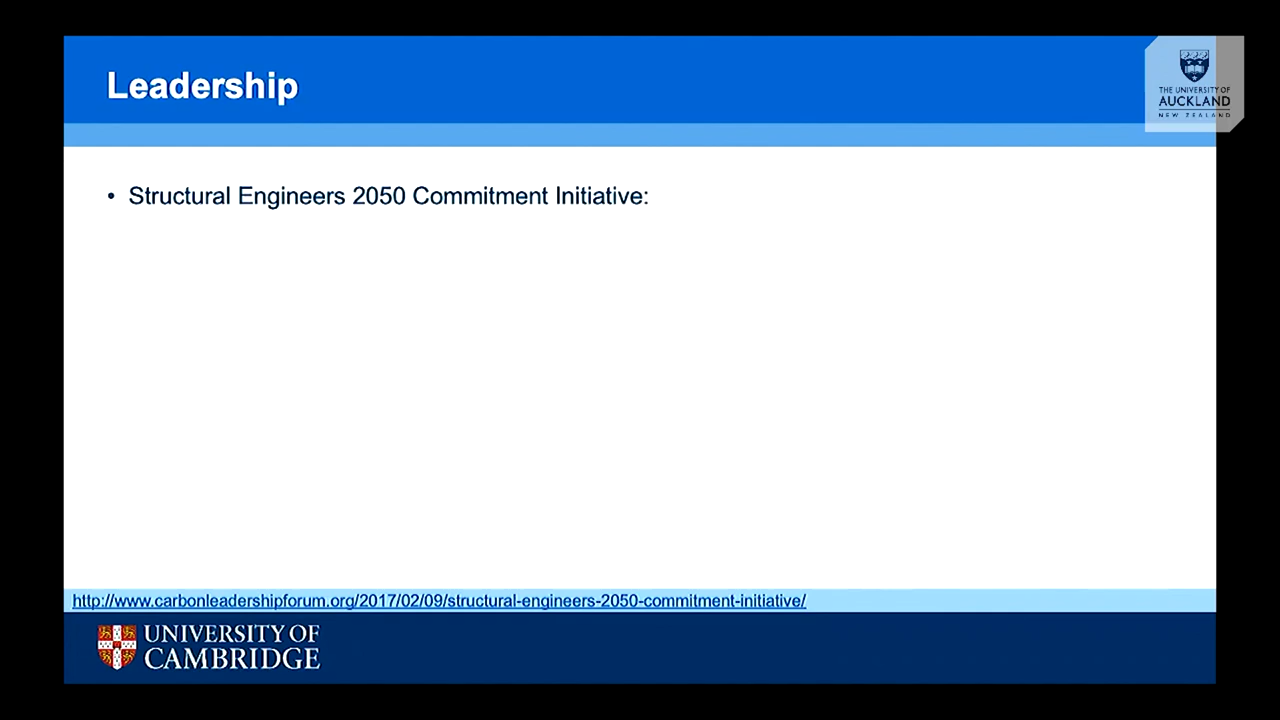 Leadership
THE UNIVERSITY OF
AUCKLAND
NEW ZEALAND
• Structural Engineers 2050 Commitment Initiative:
http://www.carbonleadershipforum.org/2017/02/09/structural-engineers-2050-commitment-initiative/
UNIVERSITY OF
CAMBRIDGE